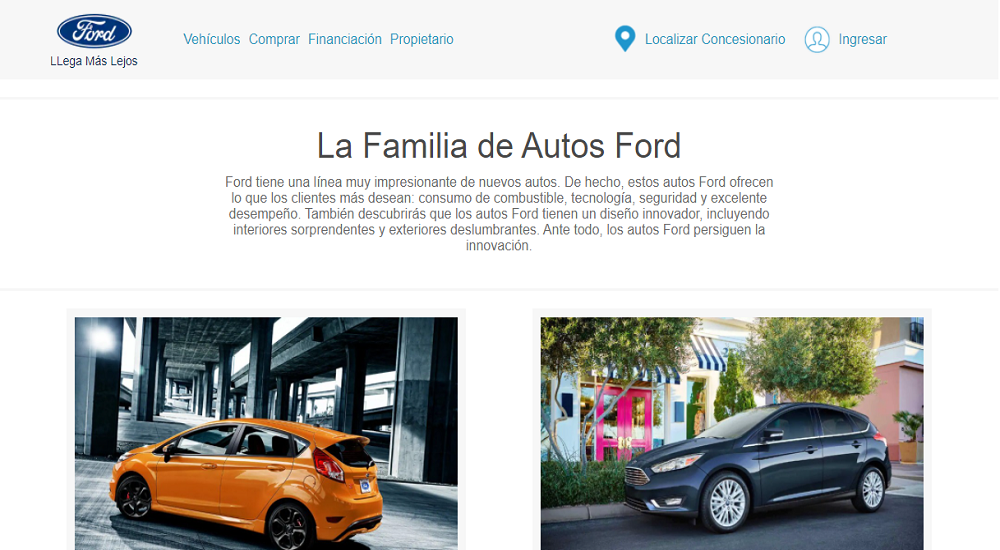 Ford
LLega Más Lejos
Vehículos Comprar Financiación Propietario
Localizar Concesionario
Ingresar
La Familia de Autos Ford
Ford tiene una línea muy impresionante de nuevos autos. De hecho, estos autos Ford ofrecen
lo que los clientes más desean: consumo de combustible, tecnología, seguridad y excelente
desempeño. También descubrirás que los autos Ford tienen un diseño innovador, incluyendo
interiores sorprendentes y exteriores deslumbrantes. Ante todo, los autos Ford persiguen la
innovación.